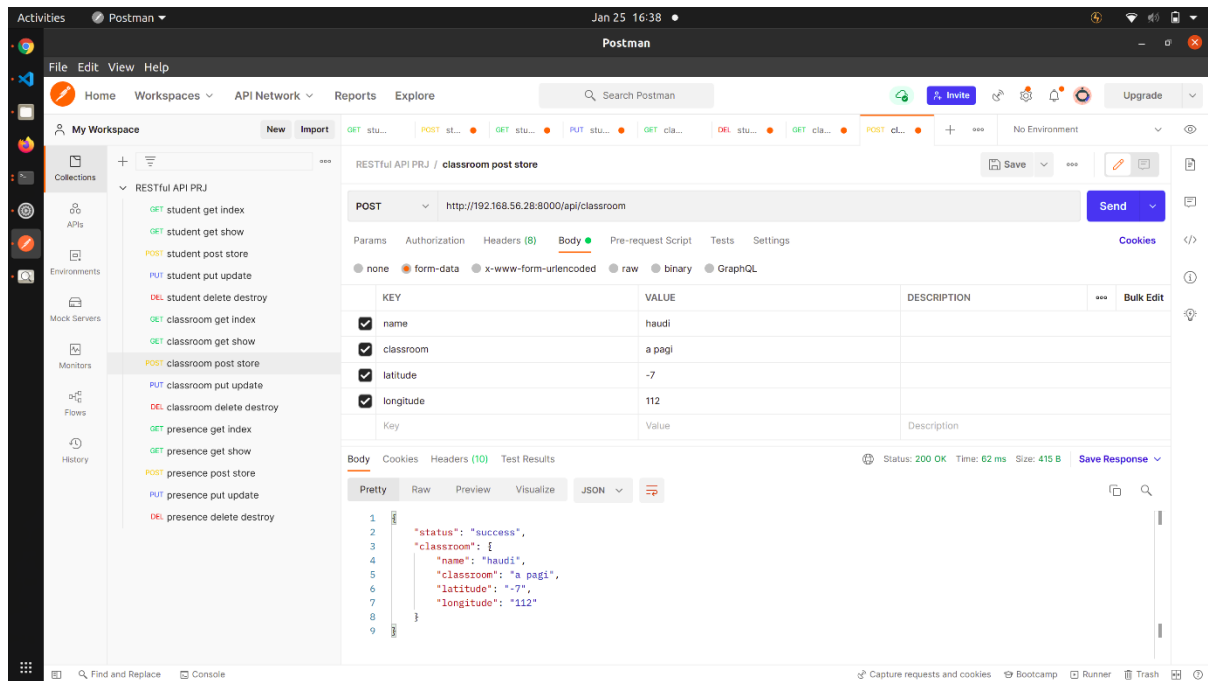 Activities Postman Jan 25 16:38
Postman
File Edit View Help
Home Workspaces API Network Reports Explore Search Postman Invite Upgrade
My Workspace New Import GET stu... POST st... GET stu... PUT stu... GET cla... DEL stu... GET cla... POST cl... No Environment
Collections
APIs
Environments
Mock Servers
Monitors
Flows
History
RESTful API PRJ
GET student get index
GET student get show
POST student post store
PUT student put update
DEL student delete destroy
GET classroom get index
GET classroom get show
POST classroom post store
PUT classroom put update
DEL classroom delete destroy
GET presence get index
GET presence get show
POST presence post store
PUT presence put update
DEL presence delete destroy
RESTful API PRJ / classroom post store Save
POST http://192.168.56.28:8000/api/classroom Send
Params Authorization Headers (8) Body Pre-request Script Tests Settings Cookies
none form-data x-www-form-urlencoded raw binary GraphQL
KEY VALUE DESCRIPTION Bulk Edit
name haudi
classroom a pagi
latitude -7
longitude 112
Key Value Description
Body Cookies Headers (10) Test Results Status: 200 OK Time: 62 ms Size: 415 B Save Response
Pretty Raw Preview Visualize JSON
1 {
2 "status": "success",
3 "classroom": {
4 "name": "haudi",
5 "classroom": "a pagi",
6 "latitude": "-7",
7 "longitude": "112"
8 }
9 }
Find and Replace Console Capture requests and cookies Bootcamp Runner Trash